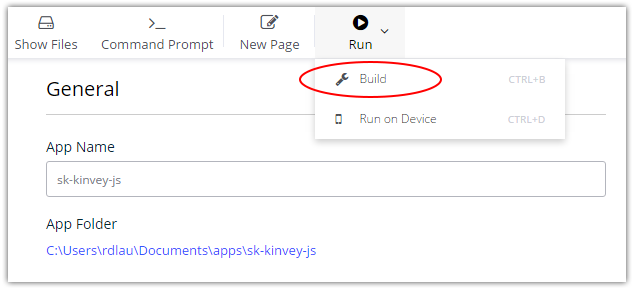 Show Files
Command Prompt
New Page
Run
Build CTRL+B
Run on Device CTRL+D
General
App Name
sk-kinvey-js
App Folder
C:\Users\rdlau\Documents\apps\sk-kinvey-js